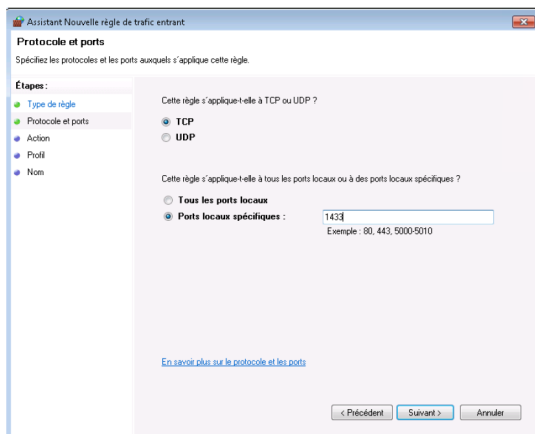 Assistant Nouvelle règle de trafic entrant
Protocole et ports
Spécifiez les protocoles et les ports auxquels s'applique cette règle.
Étapes :
Type de règle
Protocole et ports
Action
Profil
Nom
Cette règle s'applique-t-elle à TCP ou UDP ?
TCP
UDP
Cette règle s'applique-t-elle à tous les ports locaux ou à des ports locaux spécifiques ?
Tous les ports locaux
Ports locaux spécifiques : 1433
Exemple : 80, 443, 5000-5010
En savoir plus sur le protocole et les ports
< Précédent Suivant > Annuler